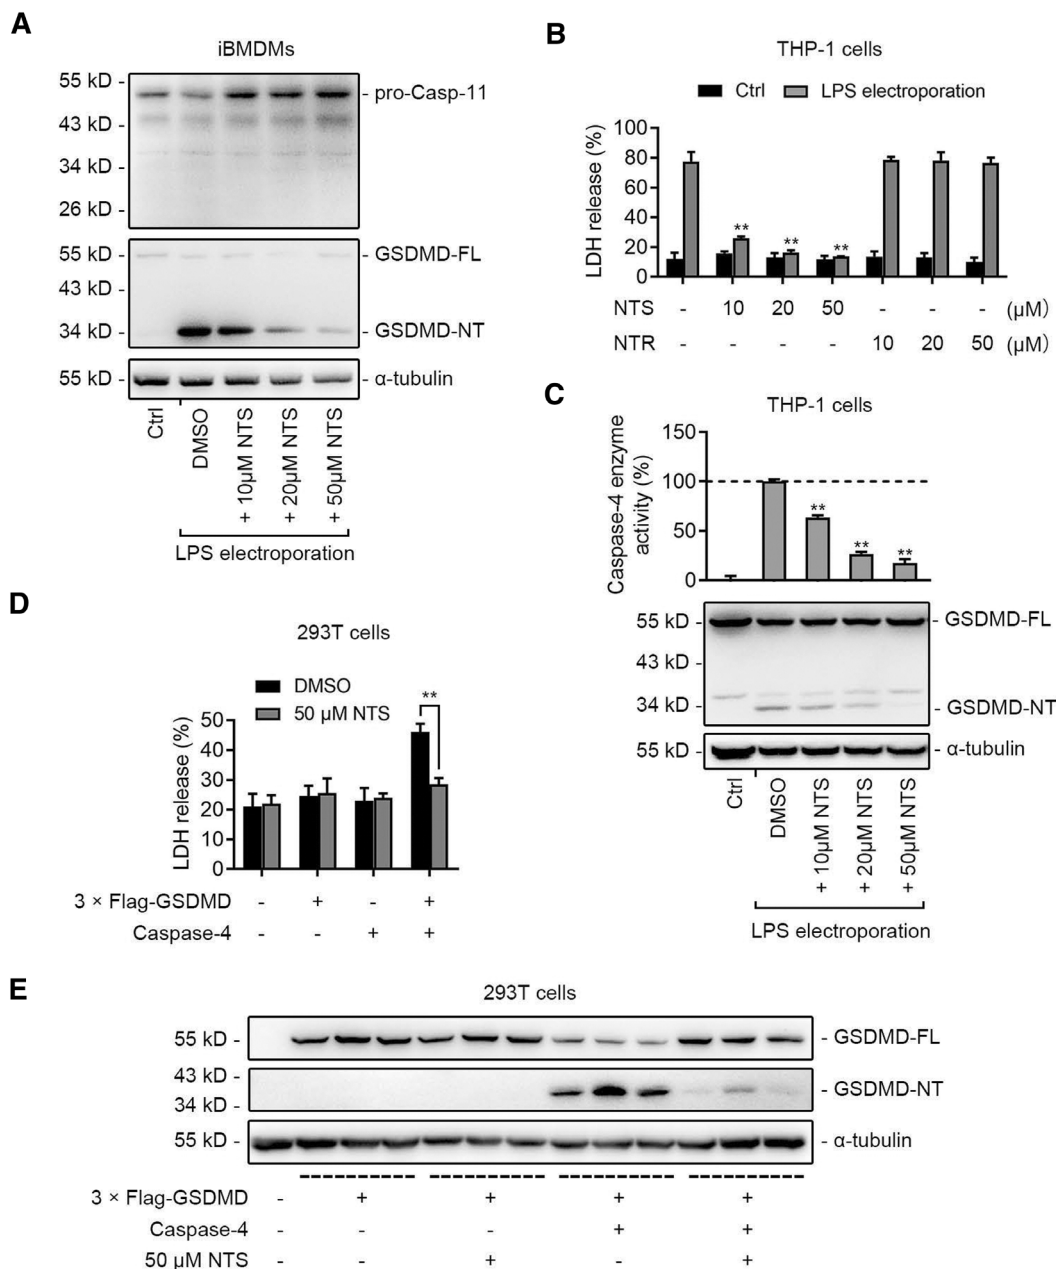 A
iBMDMs
55 kD -
43 kD -
34 kD -
26 kD -
- pro-Casp-11
55 kD -
43 kD -
34 kD -
- GSDMD-FL
- GSDMD-NT
55 kD -
- α-tubulin
Ctrl
DMSO
+ 10µM NTS
+ 20µM NTS
+ 50µM NTS
LPS electroporation
B
THP-1 cells
Ctrl LPS electroporation
LDH release (%)
100
80
60
40
20
0
** ** **
NTS - 10 20 50 - - - (µM)
NTR - - - - 10 20 50 (µM)
C
THP-1 cells
Caspase-4 enzyme
activity (%)
150
100
50
0
** ** **
55 kD -
43 kD -
34 kD -
- GSDMD-FL
- GSDMD-NT
55 kD -
- α-tubulin
Ctrl
DMSO
+ 10µM NTS
+ 20µM NTS
+ 50µM NTS
LPS electroporation
D
293T cells
DMSO
50 µM NTS
**
LDH release (%)
50
40
30
20
10
0
3 × Flag-GSDMD - + - +
Caspase-4 - - + +
E
293T cells
55 kD -
- GSDMD-FL
43 kD -
34 kD -
- GSDMD-NT
55 kD -
- α-tubulin
3 × Flag-GSDMD - + + + +
Caspase-4 - - - + +
50 µM NTS - - + - +